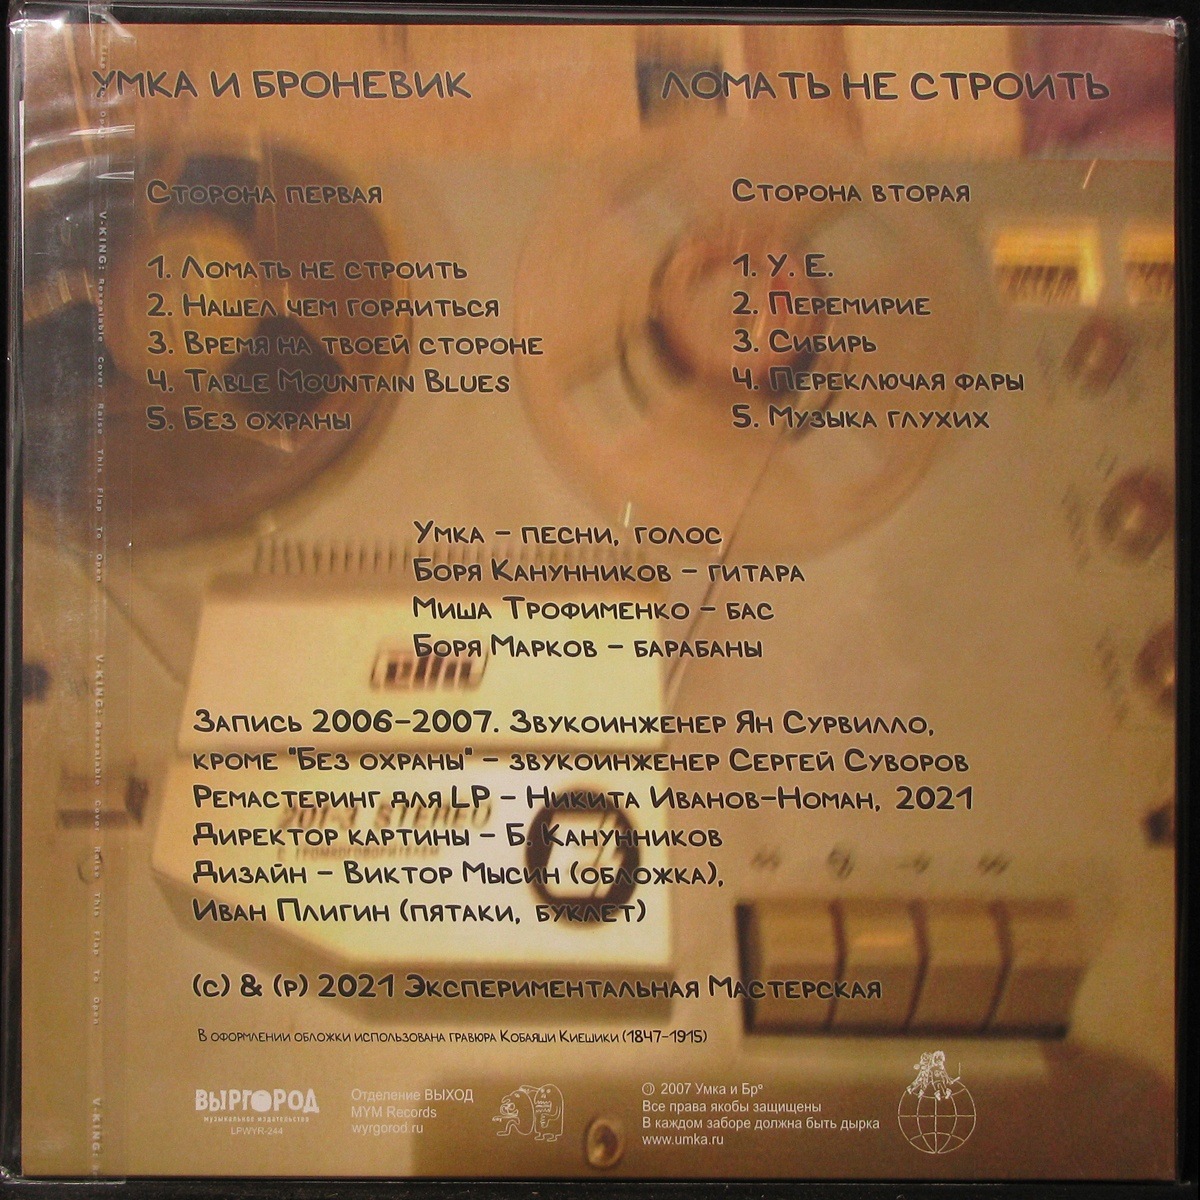 УМКА И БРОНЕВИК
ЛОМАТЬ НЕ СТРОИТЬ
СТОРОНА ПЕРВАЯ
1. ЛОМАТЬ НЕ СТРОИТЬ
2. НАШЕЛ ЧЕМ ГОРДИТЬСЯ
3. ВРЕМЯ НА ТВОЕЙ СТОРОНЕ
4. TABLE MOUNTAIN BLUES
5. БЕЗ ОХРАНЫ
СТОРОНА ВТОРАЯ
1. У. Е.
2. ПЕРЕМИРИЕ
3. СИБИРЬ
4. ПЕРЕКЛЮЧАЯ ФАРЫ
5. МУЗЫКА ГЛУХИХ
УМКА – ПЕСНИ, ГОЛОС
БОРЯ КАНУННИКОВ – ГИТАРА
МИША ТРОФИМЕНКО – БАС
БОРЯ МАРКОВ – БАРАБАНЫ
ЗАПИСЬ 2006–2007. ЗВУКОИНЖЕНЕР ЯН СУРВИЛЛО,
КРОМЕ "БЕЗ ОХРАНЫ" – ЗВУКОИНЖЕНЕР СЕРГЕЙ СУВОРОВ
РЕМАСТЕРИНГ ДЛЯ LP – НИКИТА ИВАНОВ-НОМАН, 2021
ДИРЕКТОР КАРТИНЫ – Б. КАНУННИКОВ
ДИЗАЙН – ВИКТОР МЫСИН (ОБЛОЖКА),
ИВАН ПЛИГИН (ПЯТАКИ, БУКЛЕТ)
(С) & (P) 2021 ЭКСПЕРИМЕНТАЛЬНАЯ МАСТЕРСКАЯ
В ОФОРМЛЕНИИ ОБЛОЖКИ ИСПОЛЬЗОВАНА ГРАВЮРА КОБАЯШИ КИЕШИКИ (1847-1915)
ВЫРГОРОД
музыкальное издательство
LPWYR-244
Отделение ВЫХОД
MYM Records
wyrgorod.ru
℗ 2007 Умка и Брº
Все права якобы защищены
В каждом заборе должна быть дырка
www.umka.ru
V-KING: Resealable Cover Raise This Flap To Open
201-3 STEREO